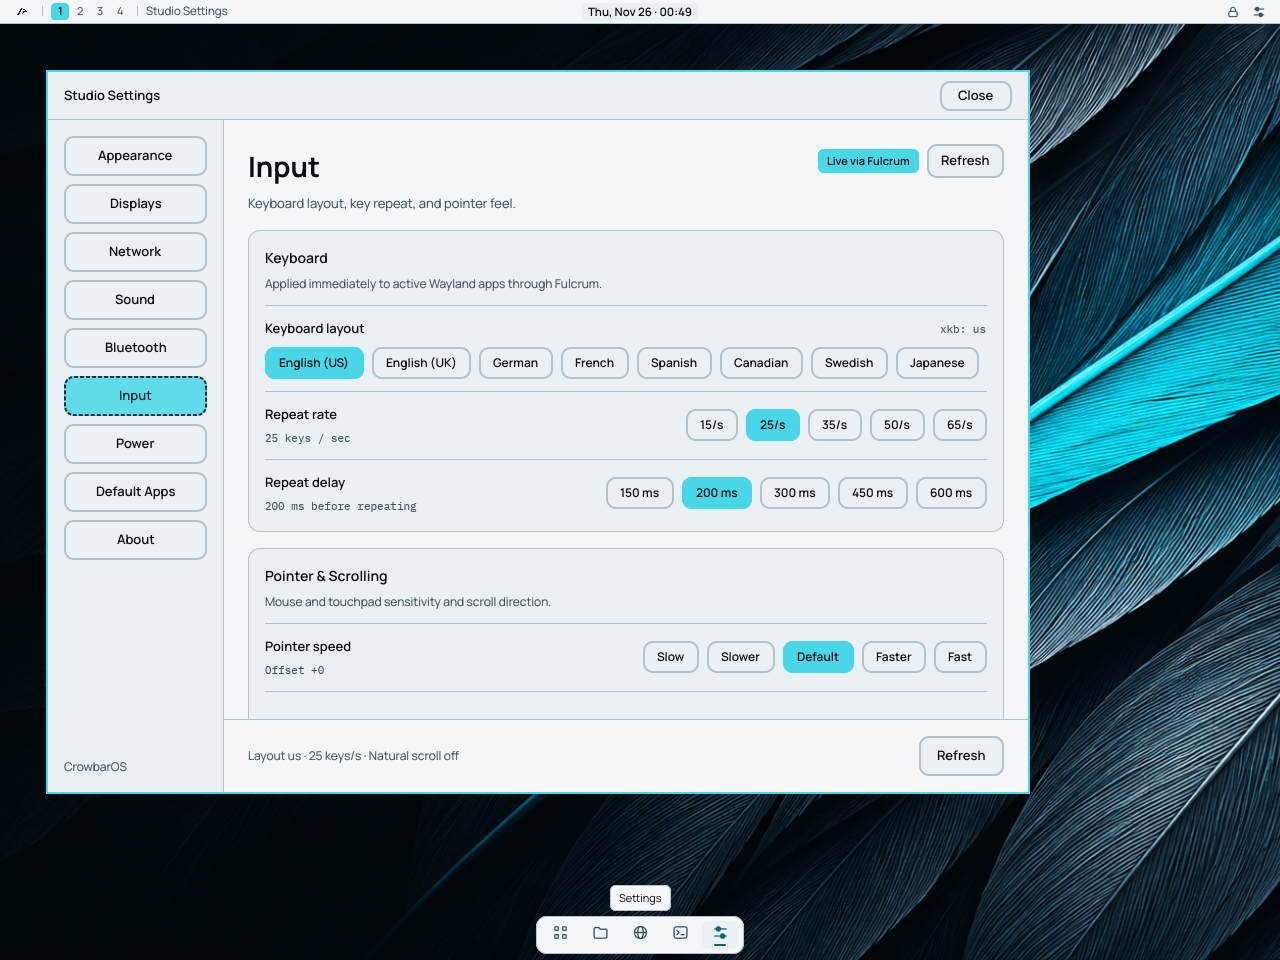 1 2 3 4 Studio Settings
Thu, Nov 26 · 00:49
Studio Settings
Close
Appearance
Displays
Network
Sound
Bluetooth
Input
Power
Default Apps
About
CrowbarOS
Input
Live via Fulcrum
Refresh
Keyboard layout, key repeat, and pointer feel.
Keyboard
Applied immediately to active Wayland apps through Fulcrum.
Keyboard layout
xkb: us
English (US) English (UK) German French Spanish Canadian Swedish Japanese
Repeat rate
25 keys / sec
15/s 25/s 35/s 50/s 65/s
Repeat delay
200 ms before repeating
150 ms 200 ms 300 ms 450 ms 600 ms
Pointer & Scrolling
Mouse and touchpad sensitivity and scroll direction.
Pointer speed
Offset +0
Slow Slower Default Faster Fast
Layout us · 25 keys/s · Natural scroll off
Refresh
Settings